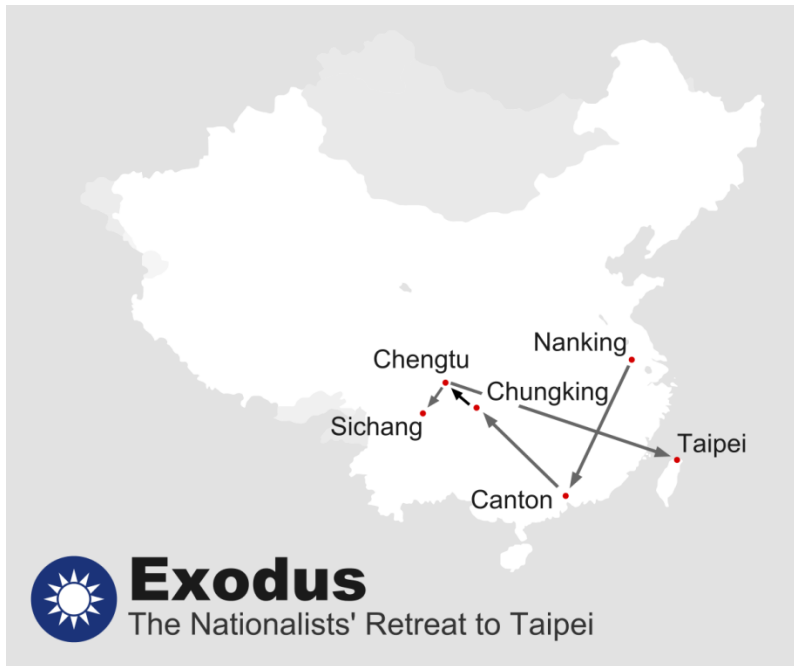 Nanking
Chengtu
Chungking
Sichang
Taipei
Canton
Exodus
The Nationalists' Retreat to Taipei